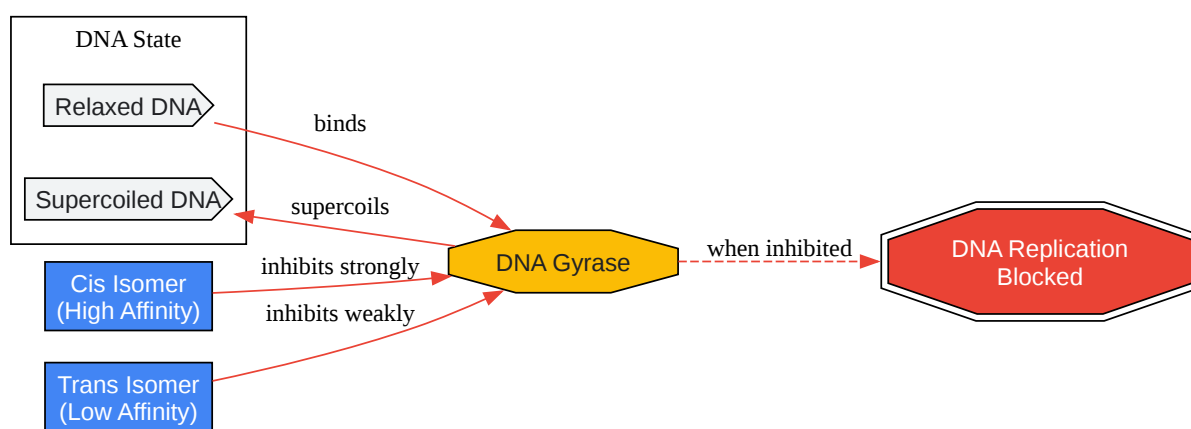 DNA State
Relaxed DNA
binds
Supercoiled DNA
supercoils
DNA Gyrase
when inhibited
DNA Replication
Blocked
inhibits strongly
Cis Isomer
(High Affinity)
inhibits weakly
Trans Isomer
(Low Affinity)